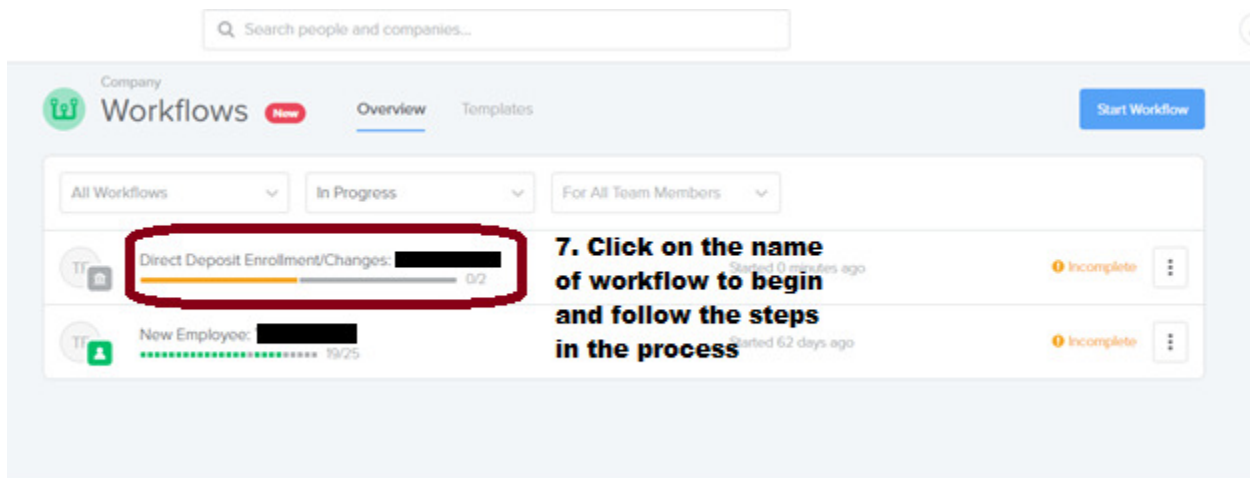 Search people and companies...
Company
Workflows New Overview Templates Start Workflow
All Workflows In Progress For All Team Members
Direct Deposit Enrollment/Changes:
0/2
7. Click on the name
of workflow to begin
and follow the steps
in the process
Started 0 minutes ago
Incomplete
New Employee:
19/25
Started 62 days ago
Incomplete